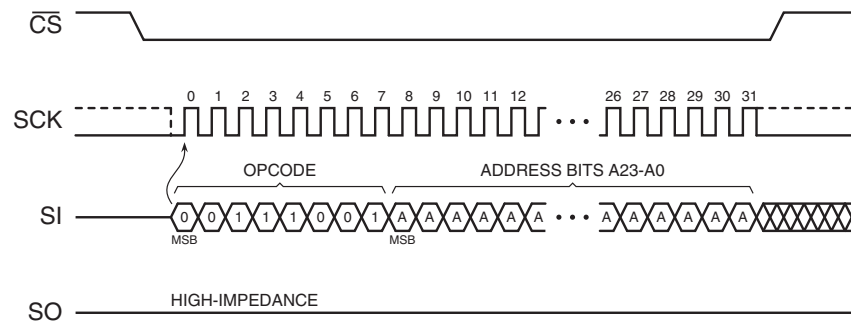 CS
0 1 2 3 4 5 6 7 8 9 10 11 12 26 27 28 29 30 31
SCK
OPCODE ADDRESS BITS A23-A0
SI 0 0 1 1 1 0 0 1 A A A A A A A A A A A A
MSB MSB
HIGH-IMPEDANCE
SO